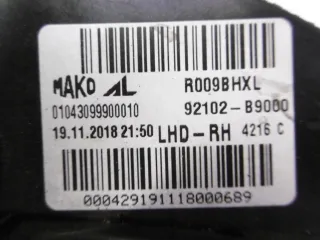 MAKO AL R009BHXL
01043099900010 92102-B9000
19.11.2018 21:50 LHD-RH 4216 C
000429191118000689